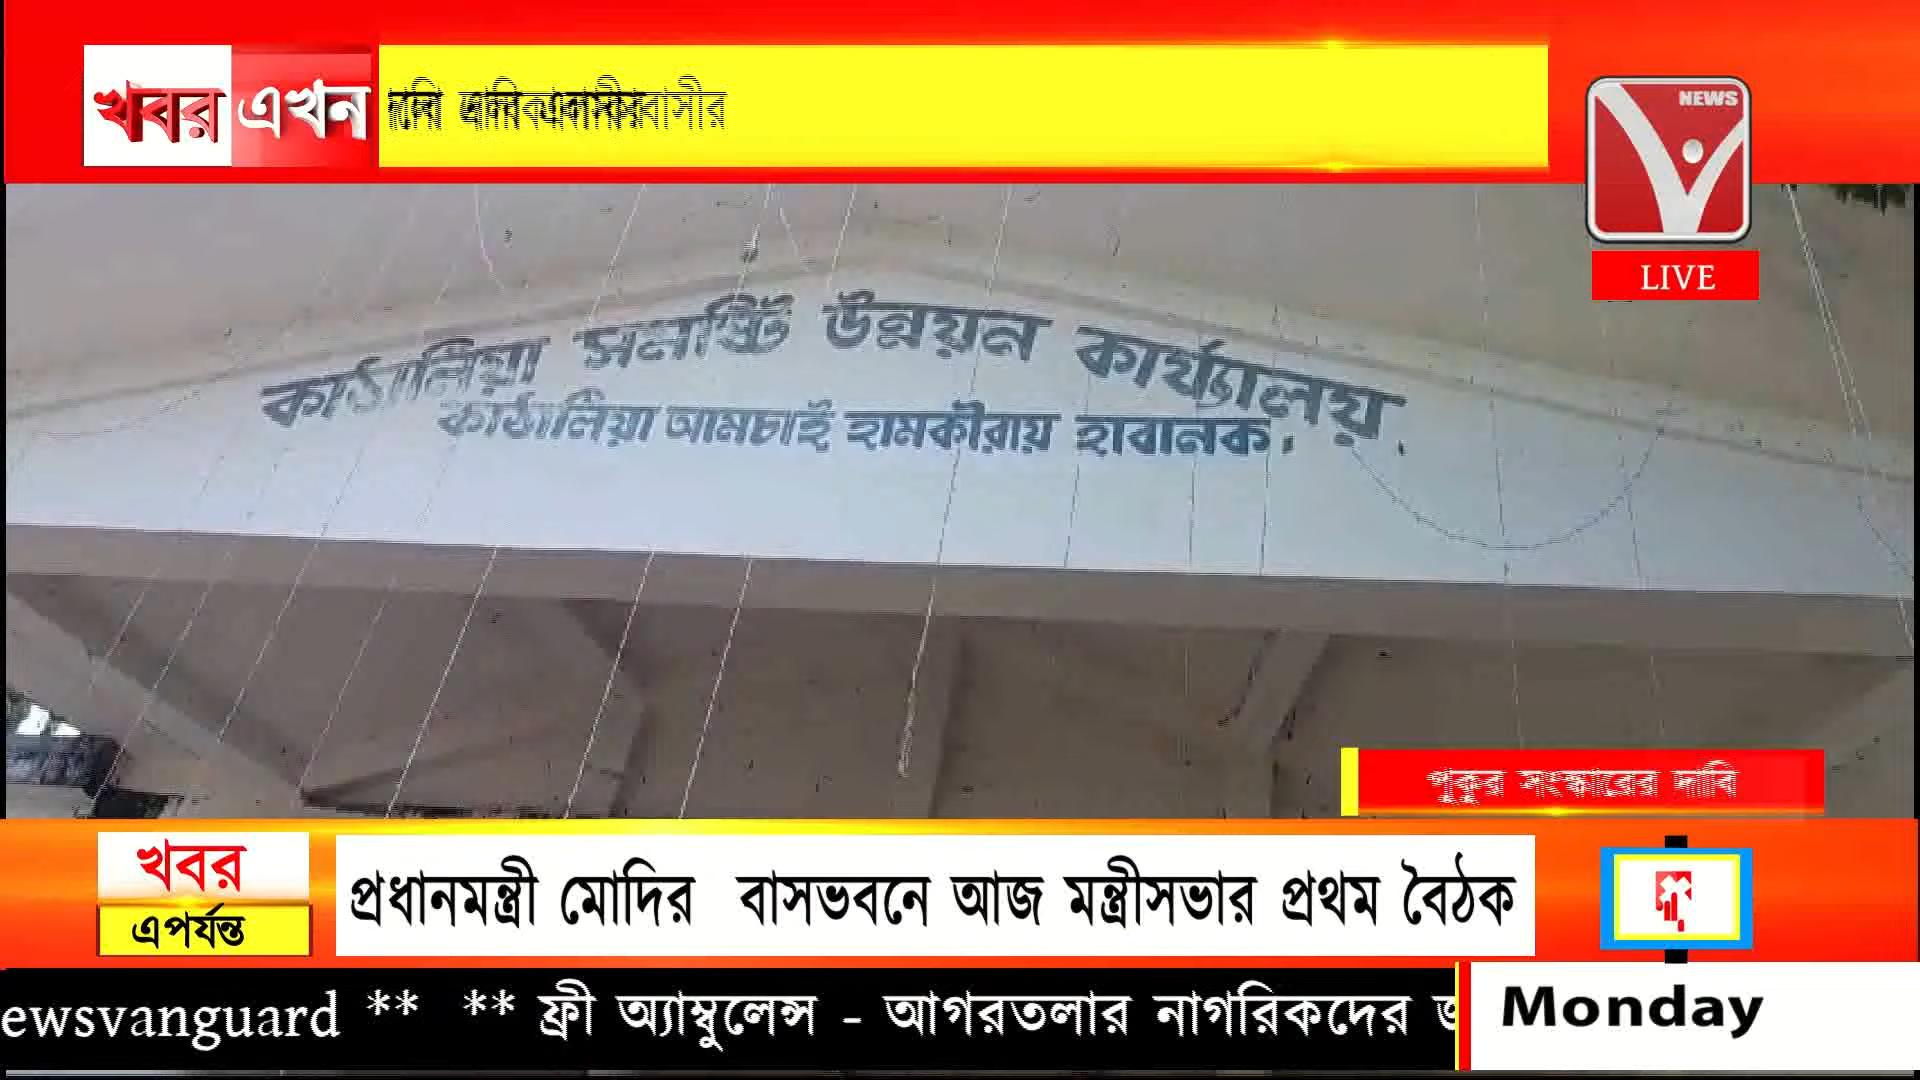 খবর এখন
NEWS
LIVE
কাঠালিয়া সমষ্টি উন্নয়ন কার্য্যালয়.
কাঠালিয়া আমচাই হামকীরায় হাবানক.
পুকুর সংস্কারের দাবি
খবর
এপর্যন্ত
প্রধানমন্ত্রী মোদির বাসভবনে আজ মন্ত্রীসভার প্রথম বৈঠক
ewsvanguard ** ** ফ্রী অ্যাম্বুলেন্স - আগরতলার নাগরিকদের
Monday